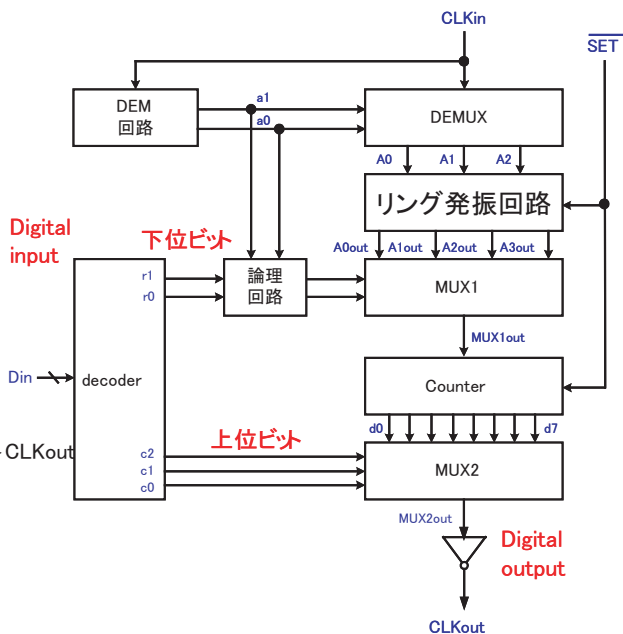 CLKin
SET
DEM
回路
a1
a0
DEMUX
A0
A1
A2
リング発振回路
Digital
input
下位ビット
A0out
A1out
A2out
A3out
r1
r0
論理
回路
MUX1
MUX1out
Din
decoder
Counter
d0
d7
上位ビット
CLKout
c2
c1
c0
MUX2
MUX2out
Digital
output
CLKout